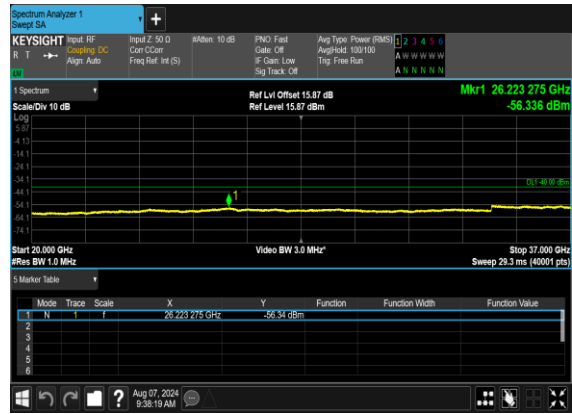 Spectrum Analyzer 1
Swept SA
KEYSIGHT Input: RF Input Z: 50 Ω #Atten: 10 dB PNO: Fast Avg Type: Power (RMS) 1 2 3 4 5 6
R T Coupling: DC Corr CCorr Gate: Off Avg|Hold: 100/100 A W W W W W
Align: Auto Freq Ref: Int (S) IF Gain: Low Trig: Free Run
Sig Track: Off A N N N N N
1 Spectrum Ref Lvl Offset 15.87 dB Mkr1 26.223 275 GHz
Scale/Div 10 dB Ref Level 15.87 dBm -56.336 dBm
Log
5.87
-4.13
-14.1
-24.1
-34.1
DL1 -40.00 dBm
-44.1
1
-54.1
-64.1
-74.1
Start 20.000 GHz Video BW 3.0 MHz* Stop 37.000 GHz
#Res BW 1.0 MHz Sweep 29.3 ms (40001 pts)
5 Marker Table
Mode Trace Scale X Y Function Function Width Function Value
1 N 1 f 26.223 275 GHz -56.34 dBm
2
3
4
5
6
Aug 07, 2024
9:38:19 AM